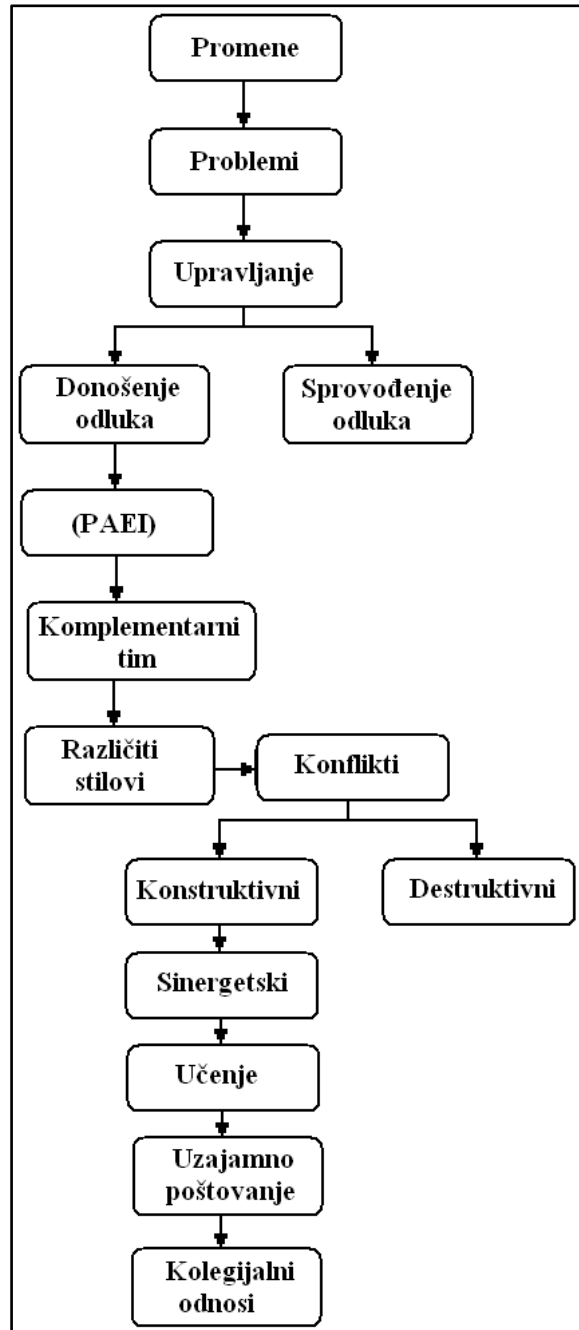 Promene
Problemi
Upravljanje
Donošenje
odluka
Sprovođenje
odluka
(PAEI)
Komplementarni
tim
Različiti
stilovi
Konflikti
Konstruktivni
Destruktivni
Sinergetski
Učenje
Uzajamno
poštovanje
Kolegijalni
odnosi